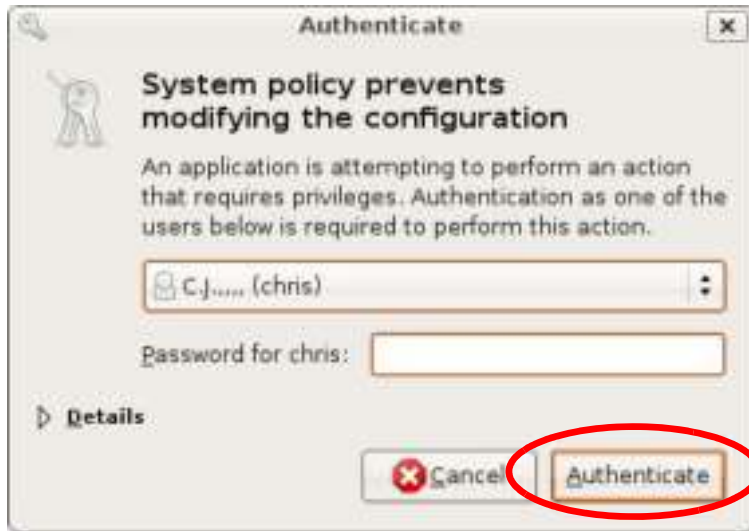 Authenticate
System policy prevents
modifying the configuration
An application is attempting to perform an action
that requires privileges. Authentication as one of the
users below is required to perform this action.
C.J..... (chris)
Password for chris:
Details
Cancel
Authenticate